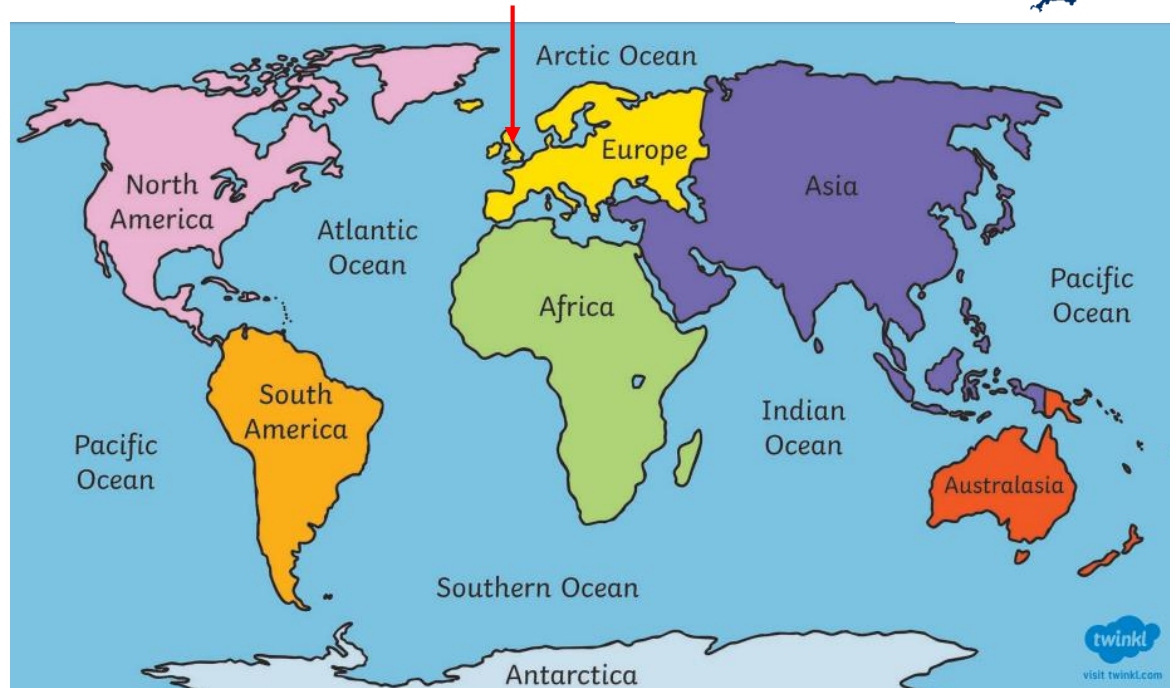 Arctic Ocean
Europe
Asia
North
America
Atlantic
Ocean
Africa
Pacific
Ocean
South
America
Indian
Ocean
Pacific
Ocean
Australasia
Southern Ocean
Antarctica
twinkl
visit twinkl.com